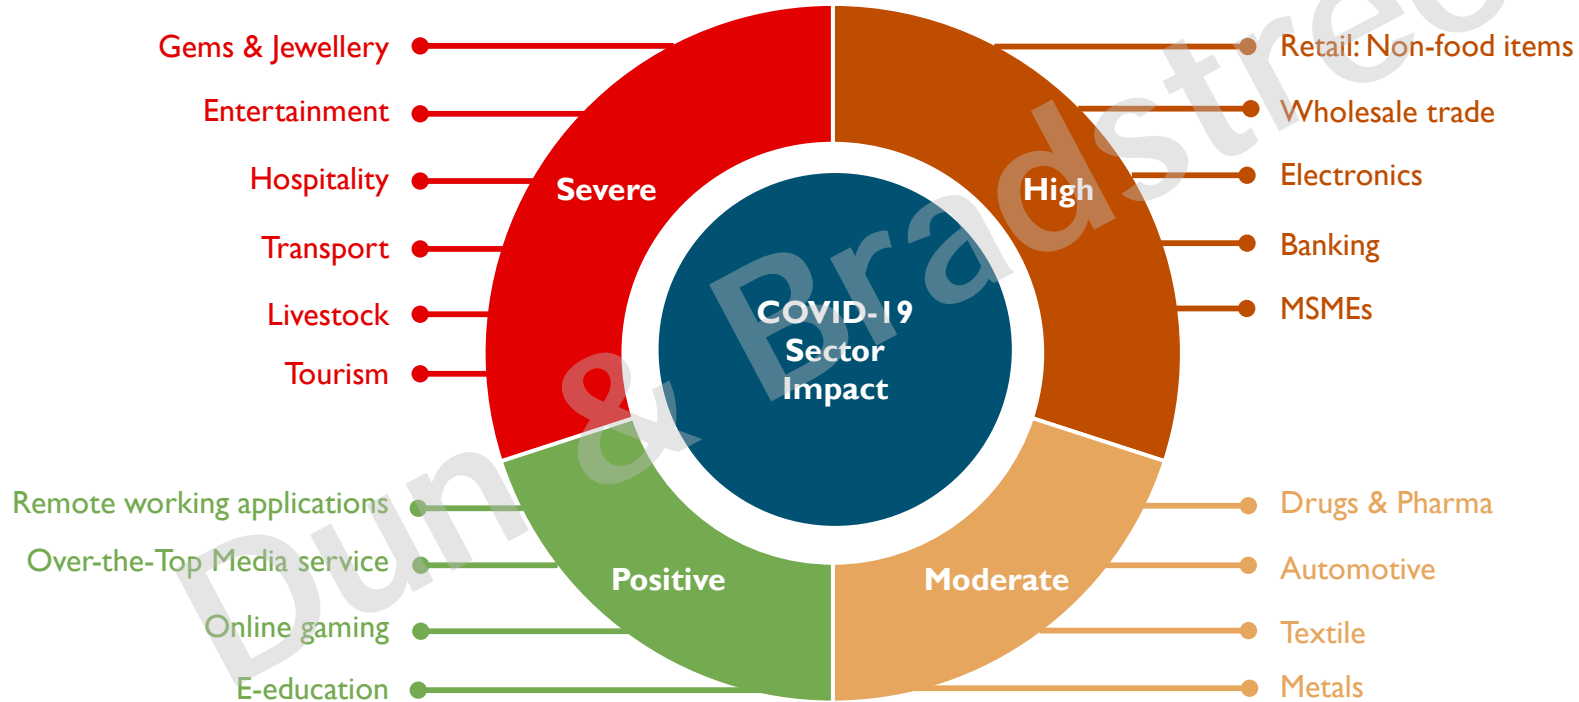 Gems & Jewellery
Entertainment
Hospitality
Transport
Livestock
Tourism
Severe
High
Retail: Non-food items
Wholesale trade
Electronics
Banking
MSMEs
COVID-19
Sector
Impact
Remote working applications
Over-the-Top Media service
Online gaming
E-education
Positive
Moderate
Drugs & Pharma
Automotive
Textile
Metals
Dun & Bradstree